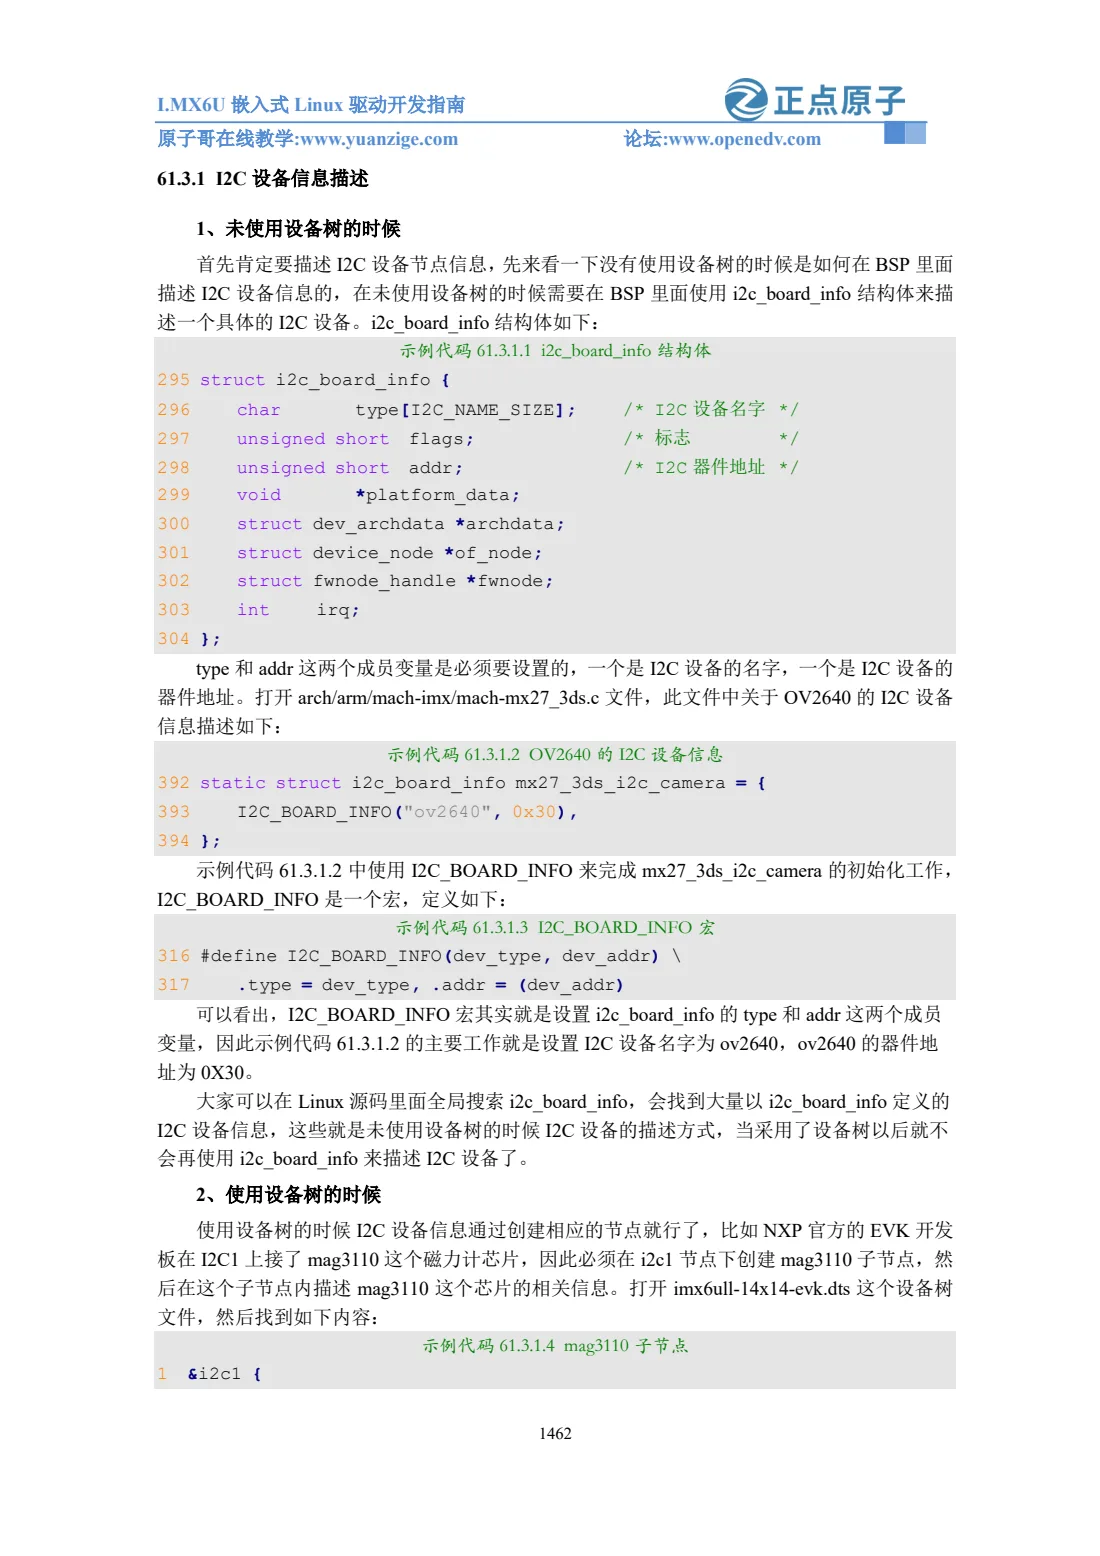 I.MX6U 嵌入式 Linux 驱动开发指南
正点原子
原子哥在线教学:www.yuanzige.com 论坛:www.openedv.com
61.3.1 I2C 设备信息描述
1、未使用设备树的时候
首先肯定要描述 I2C 设备节点信息，先来看一下没有使用设备树的时候是如何在 BSP 里面
描述 I2C 设备信息的，在未使用设备树的时候需要在 BSP 里面使用 i2c_board_info 结构体来描
述一个具体的 I2C 设备。i2c_board_info 结构体如下：
示例代码 61.3.1.1 i2c_board_info 结构体
295 struct i2c_board_info {
296 char type[I2C_NAME_SIZE]; /* I2C 设备名字 */
297 unsigned short flags; /* 标志 */
298 unsigned short addr; /* I2C 器件地址 */
299 void *platform_data;
300 struct dev_archdata *archdata;
301 struct device_node *of_node;
302 struct fwnode_handle *fwnode;
303 int irq;
304 };
type 和 addr 这两个成员变量是必须要设置的，一个是 I2C 设备的名字，一个是 I2C 设备的
器件地址。打开 arch/arm/mach-imx/mach-mx27_3ds.c 文件，此文件中关于 OV2640 的 I2C 设备
信息描述如下：
示例代码 61.3.1.2 OV2640 的 I2C 设备信息
392 static struct i2c_board_info mx27_3ds_i2c_camera = {
393 I2C_BOARD_INFO("ov2640", 0x30),
394 };
示例代码 61.3.1.2 中使用 I2C_BOARD_INFO 来完成 mx27_3ds_i2c_camera 的初始化工作，
I2C_BOARD_INFO 是一个宏，定义如下：
示例代码 61.3.1.3 I2C_BOARD_INFO 宏
316 #define I2C_BOARD_INFO(dev_type, dev_addr) \
317 .type = dev_type, .addr = (dev_addr)
可以看出，I2C_BOARD_INFO 宏其实就是设置 i2c_board_info 的 type 和 addr 这两个成员
变量，因此示例代码 61.3.1.2 的主要工作就是设置 I2C 设备名字为 ov2640，ov2640 的器件地
址为 0X30。
大家可以在 Linux 源码里面全局搜索 i2c_board_info，会找到大量以 i2c_board_info 定义的
I2C 设备信息，这些就是未使用设备树的时候 I2C 设备的描述方式，当采用了设备树以后就不
会再使用 i2c_board_info 来描述 I2C 设备了。
2、使用设备树的时候
使用设备树的时候 I2C 设备信息通过创建相应的节点就行了，比如 NXP 官方的 EVK 开发
板在 I2C1 上接了 mag3110 这个磁力计芯片，因此必须在 i2c1 节点下创建 mag3110 子节点，然
后在这个子节点内描述 mag3110 这个芯片的相关信息。打开 imx6ull-14x14-evk.dts 这个设备树
文件，然后找到如下内容：
示例代码 61.3.1.4 mag3110 子节点
1 &i2c1 {
1462